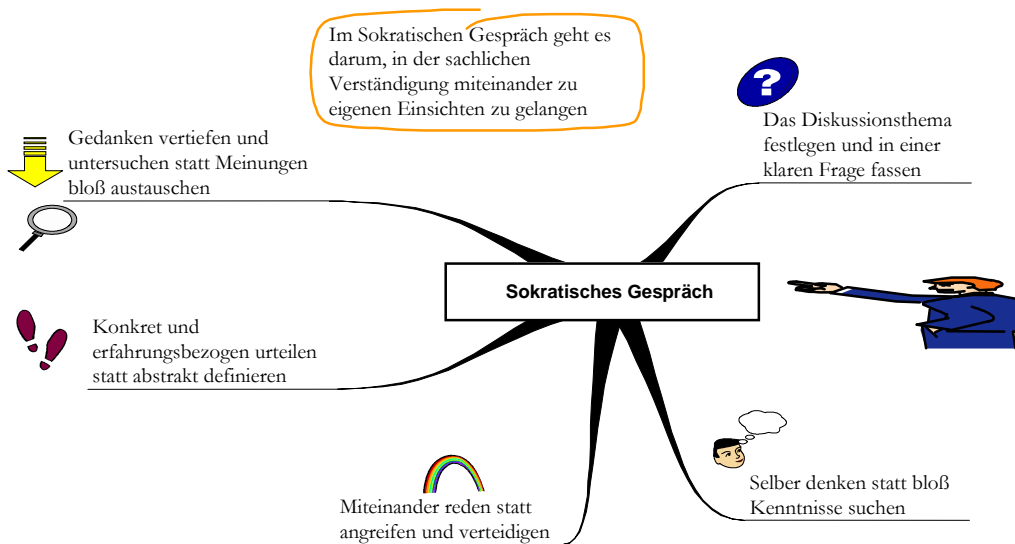 Im Sokratischen Gespräch geht es
darum, in der sachlichen
Verständigung miteinander zu
eigenen Einsichten zu gelangen
?
Das Diskussionsthema
festlegen und in einer
klaren Frage fassen
Gedanken vertiefen und
untersuchen statt Meinungen
bloß austauschen
Sokratisches Gespräch
Konkret und
erfahrungsbezogen urteilen
statt abstrakt definieren
Selber denken statt bloß
Kenntnisse suchen
Miteinander reden statt
angreifen und verteidigen